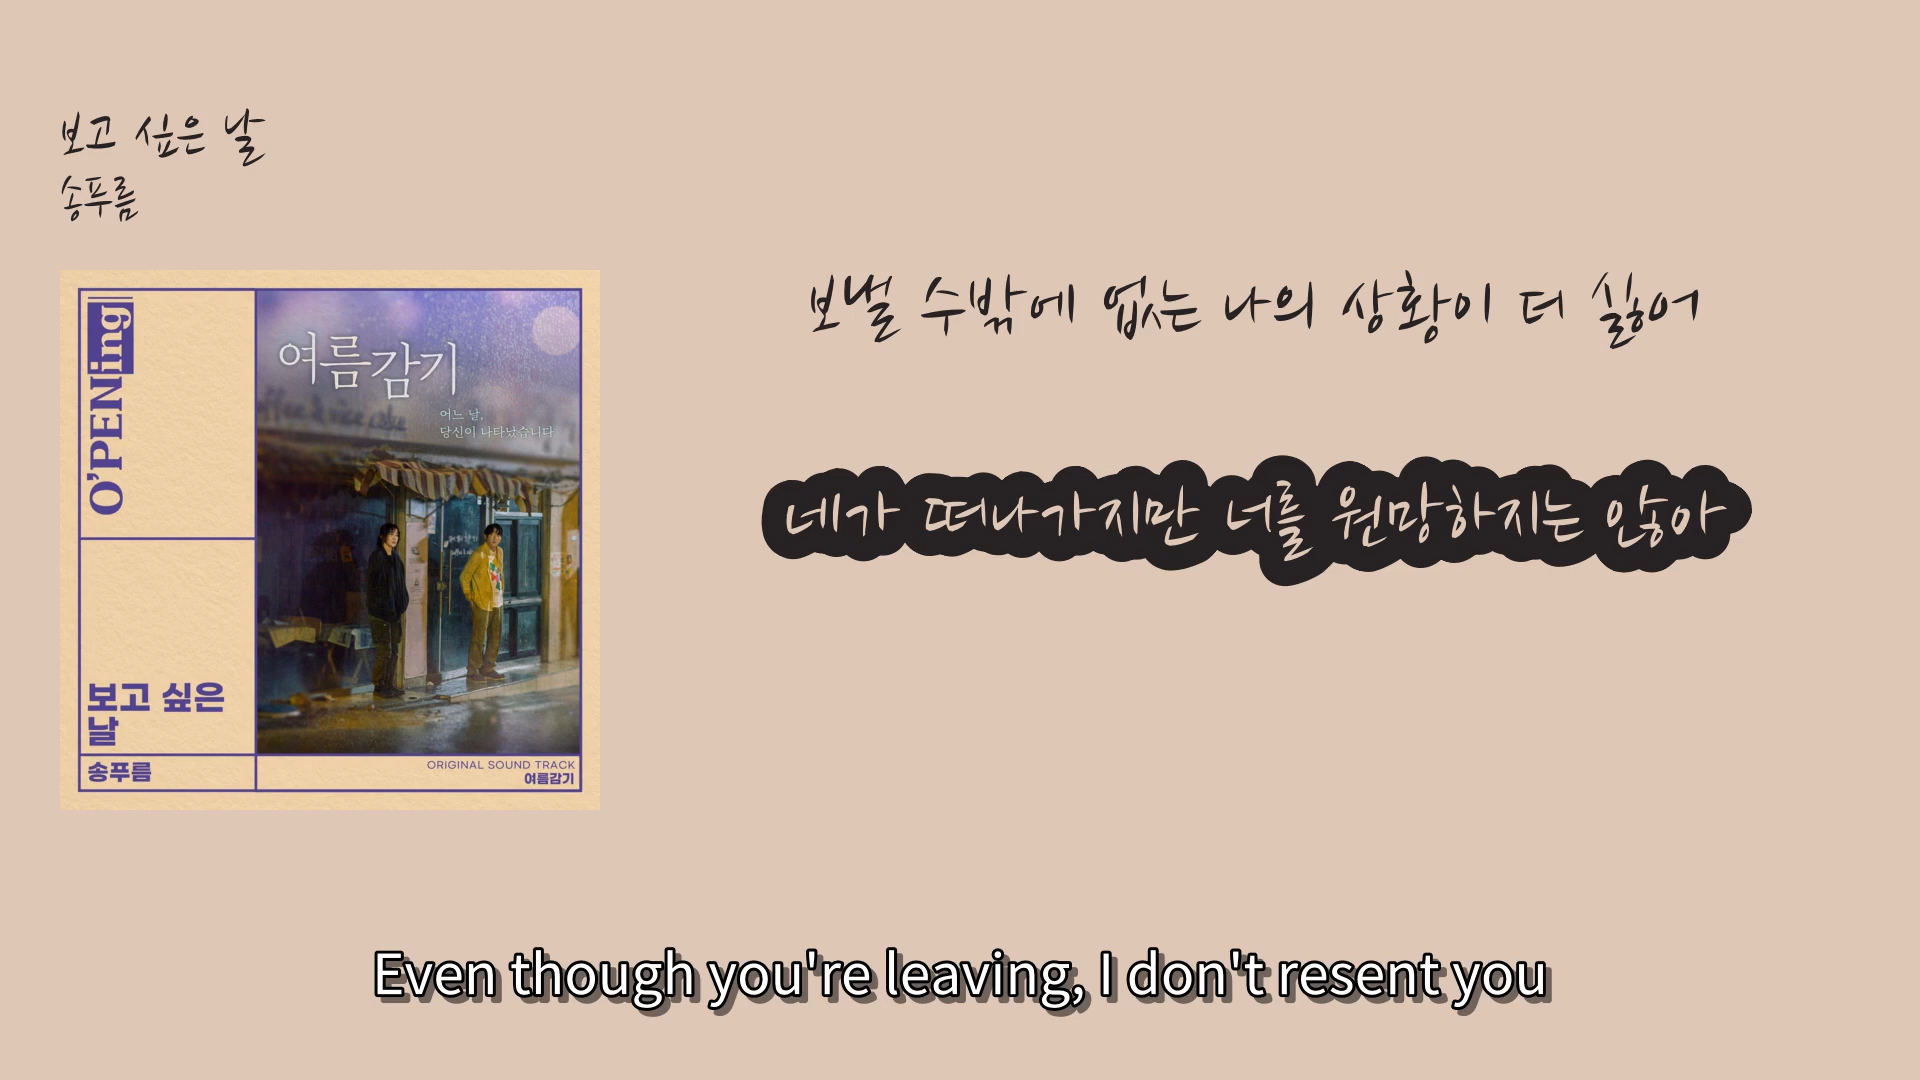 보고 싶은 날
송푸름
O'PENing
여름감기
어느 날,
당신이 나타났습니다
보고 싶은
날
송푸름
ORIGINAL SOUND TRACK
여름감기
보낼 수밖에 없는 나의 상황이 더 싫어
네가 떠나가지만 너를 원망하지는 않아
Even though you're leaving, I don't resent you